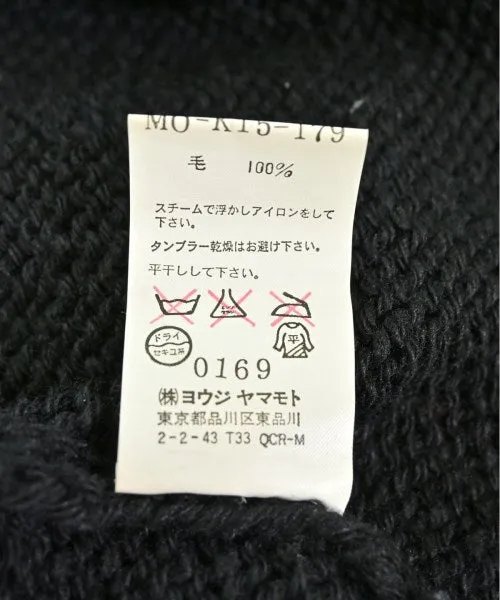 MO-K15-179
毛 100%
スチームで浮かしアイロンをして
下さい。
タンブラー乾燥はお避け下さい。
平干しして下さい。
ドライ
セキユ系
平
0169
(株)ヨウジ ヤマモト
東京都品川区東品川
2-2-43 T33 QCR-M